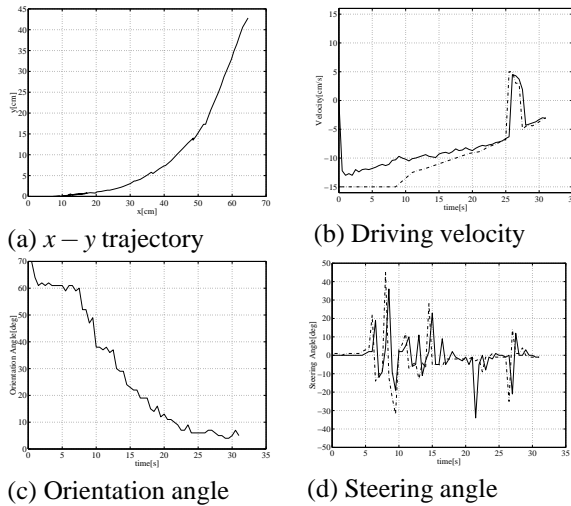 45
40
35
30
25
20
15
10
5
0
y[cm]
0 10 20 30 40 50 60 70
x[cm]
(a) x – y trajectory
15
10
5
0
−5
−10
−15
Velocity[cm/s]
0 5 10 15 20 25 30 35
time[s]
(b) Driving velocity
70
60
50
40
30
20
10
0
Orientation Angle[deg]
0 5 10 15 20 25 30 35
time[s]
(c) Orientation angle
50
40
30
20
10
0
−10
−20
−30
−40
−50
Steering Angle[deg]
0 5 10 15 20 25 30 35
time[s]
(d) Steering angle